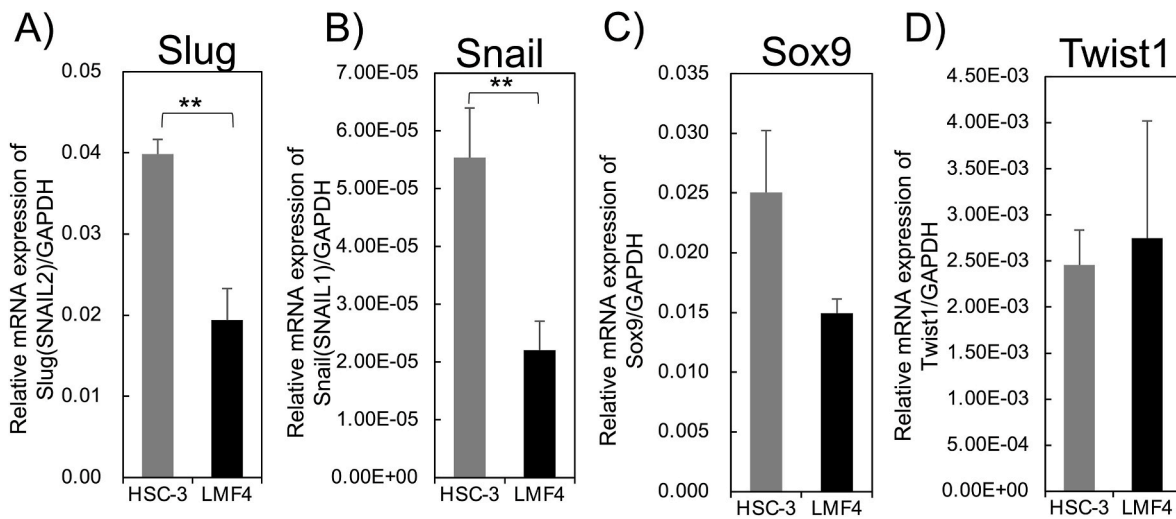 A)
Slug
Relative mRNA expression of
Slug(SNAIL2)/GAPDH
0.05
0.04
0.03
0.02
0.01
0.00
**
HSC-3 LMF4
B)
Snail
Relative mRNA expression of
Snail(SNAIL1)/GAPDH
7.00E-05
6.00E-05
5.00E-05
4.00E-05
3.00E-05
2.00E-05
1.00E-05
0.00E+00
**
HSC-3 LMF4
C)
Sox9
Relative mRNA expression of
Sox9/GAPDH
0.035
0.030
0.025
0.020
0.015
0.010
0.005
0.000
HSC-3 LMF4
D)
Twist1
Relative mRNA expression of
Twist1/GAPDH
4.50E-03
4.00E-03
3.50E-03
3.00E-03
2.50E-03
2.00E-03
1.50E-03
1.00E-03
5.00E-04
0.00E+00
HSC-3 LMF4